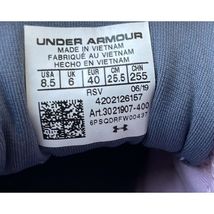 UNDER ARMOUR
MADE IN VIETNAM
FABRIQUÉ AU VIETNAM
HECHO EN VIETNAM
USA UK EUR CM CHN
8.5 6 40 25.5 255
RSV 06/19
4202126157
Art.3021907-400
6PSQDRFW00437